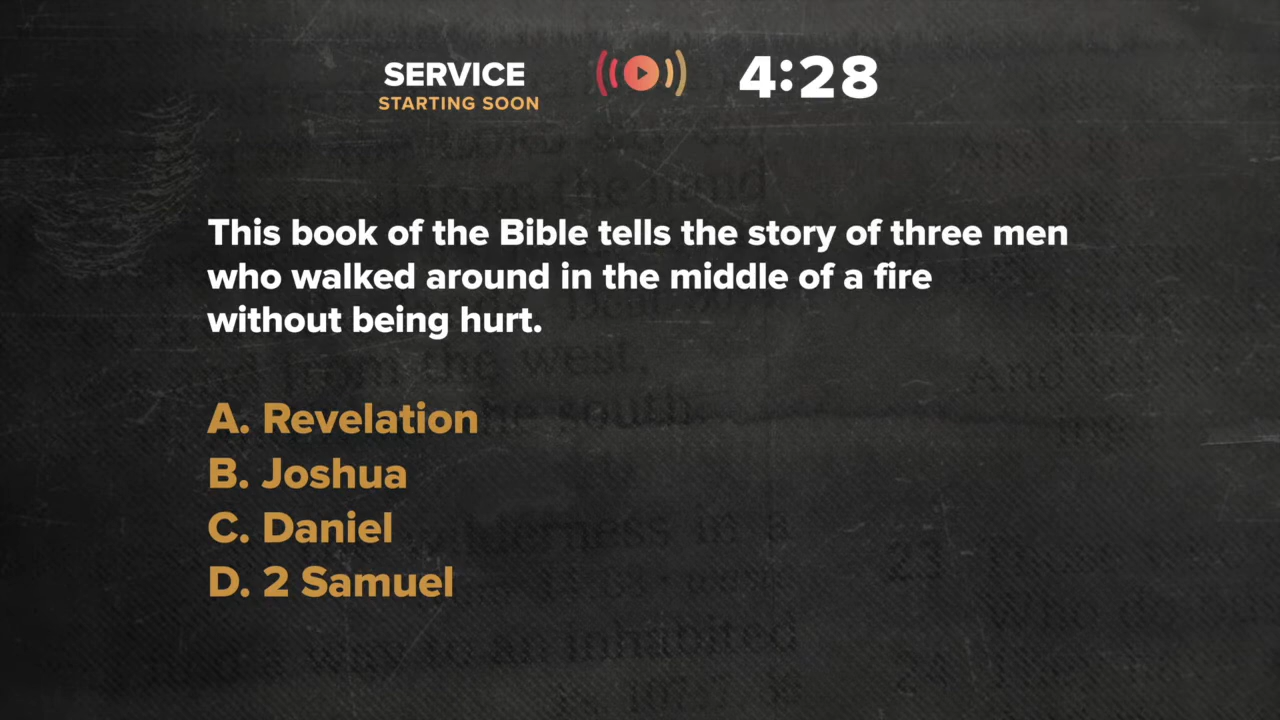 SERVICE
STARTING SOON
4:28
This book of the Bible tells the story of three men
who walked around in the middle of a fire
without being hurt.
A. Revelation
B. Joshua
C. Daniel
D. 2 Samuel